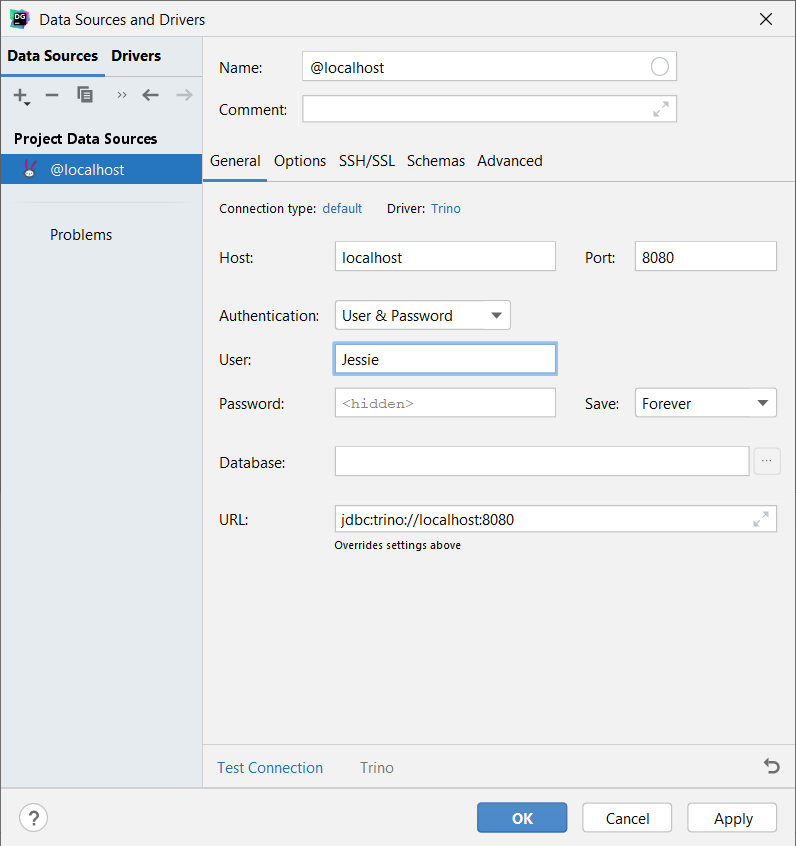 DG Data Sources and Drivers
Data Sources Drivers
Project Data Sources
@localhost
Problems
Name: @localhost
Comment:
General Options SSH/SSL Schemas Advanced
Connection type: default Driver: Trino
Host: localhost Port: 8080
Authentication: User & Password
User: Jessie
Password: <hidden> Save: Forever
Database: ...
URL: jdbc:trino://localhost:8080
Overrides settings above
Test Connection Trino
? OK Cancel Apply